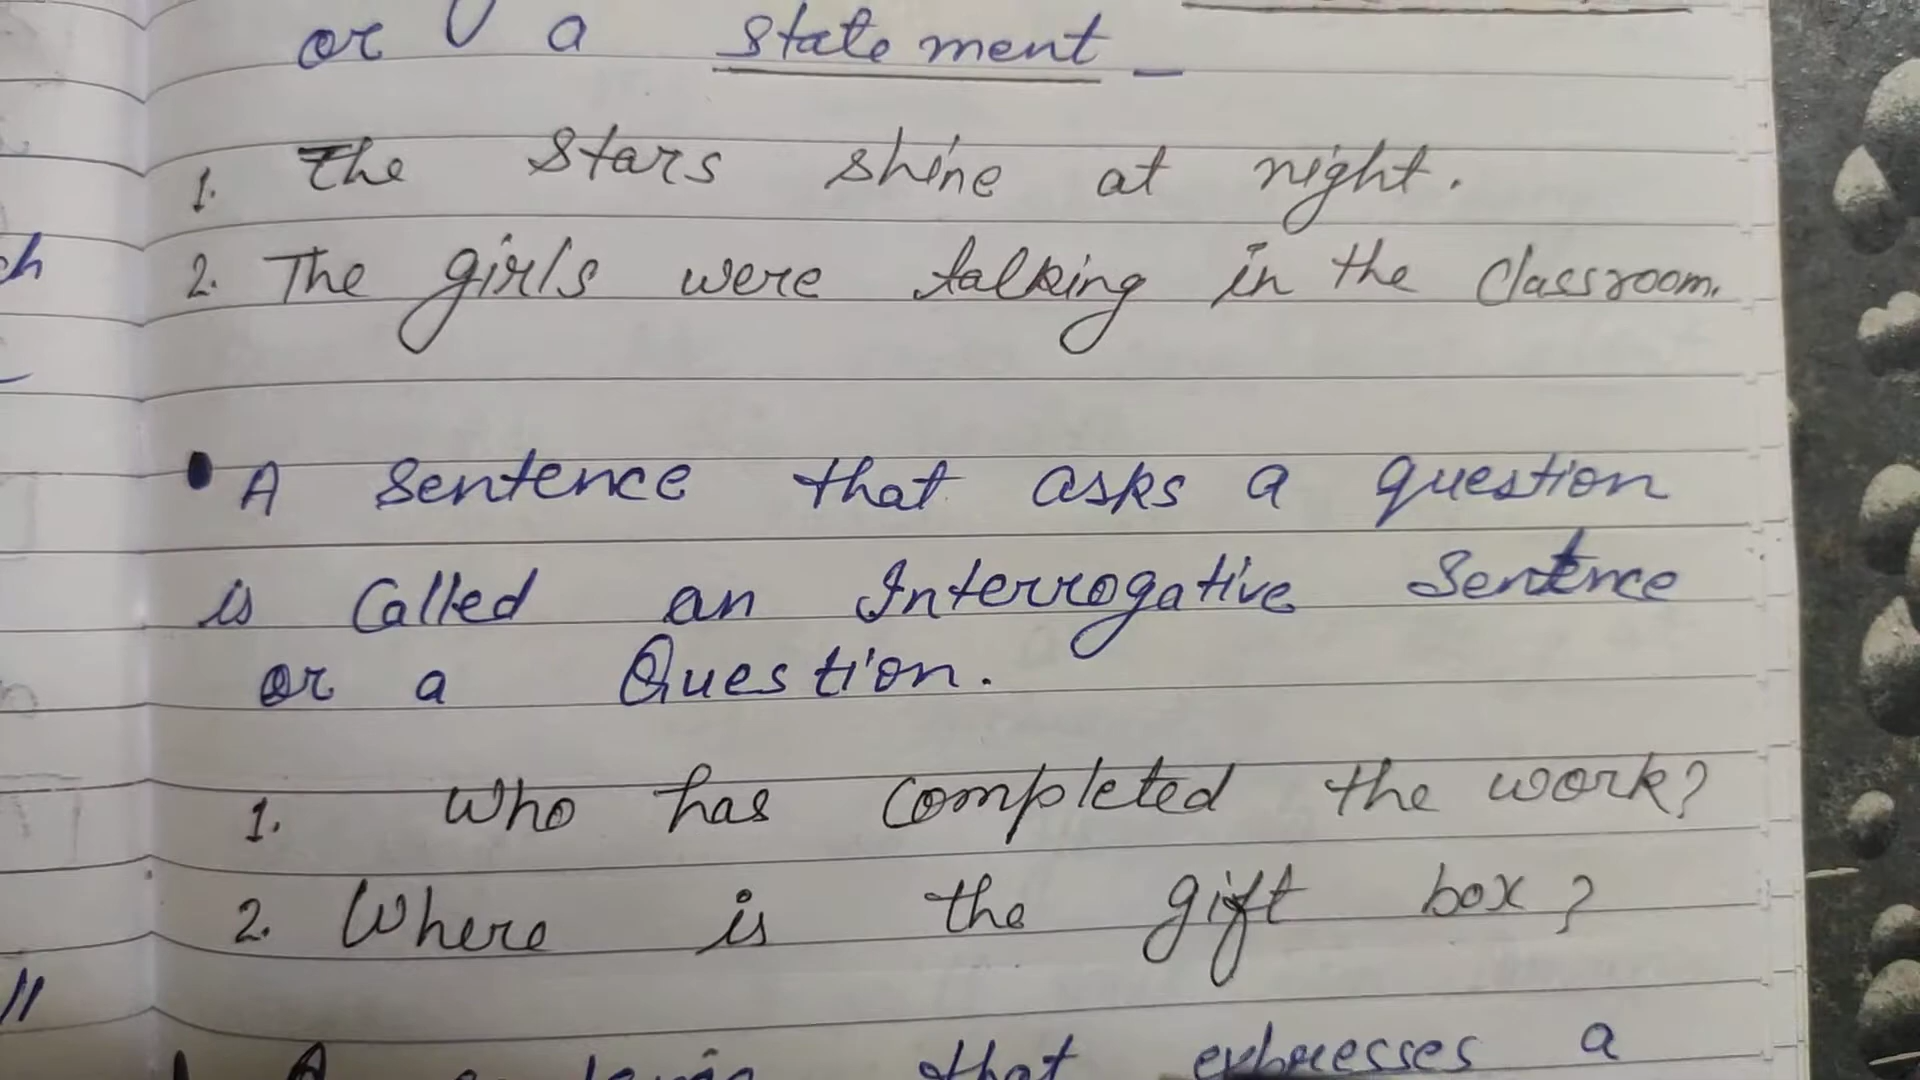 or a statement
1. The stars shine at night.
2. The girls were talking in the Classroom.
• A sentence that asks a question
is Called an Interrogative Sentence
or a Question.
1. Who has Completed the work?
2. Where is the gift box?
A that expresses a
ch